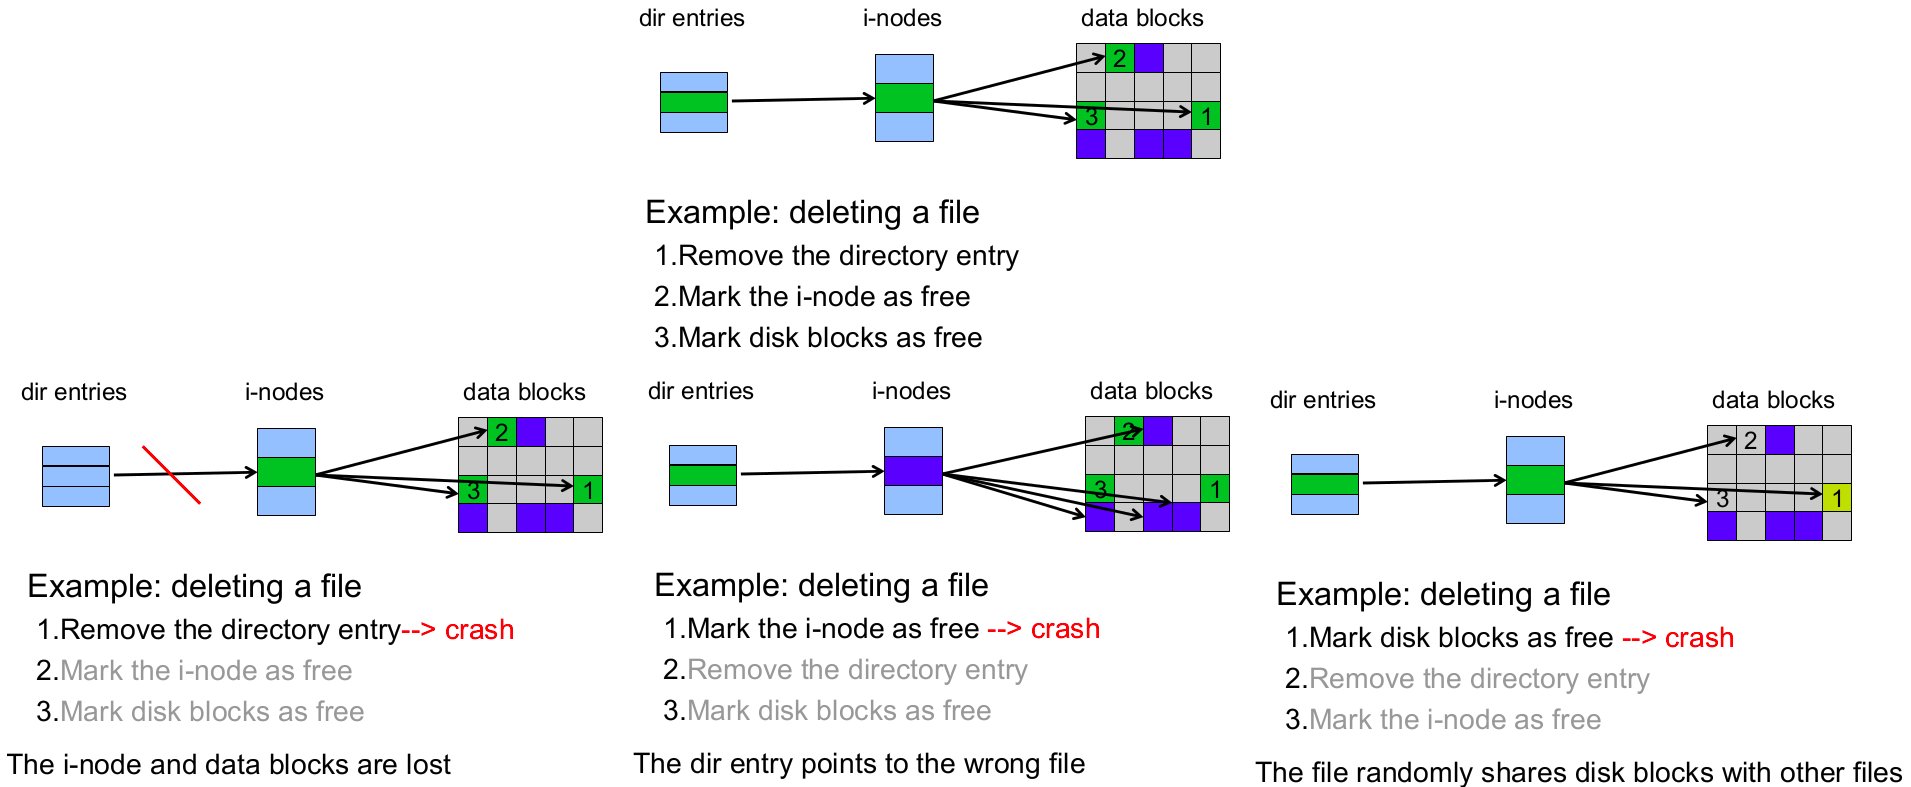 dir entries i-nodes data blocks
2
3 1
Example: deleting a file
1.Remove the directory entry
2.Mark the i-node as free
3.Mark disk blocks as free
dir entries i-nodes data blocks
2
3 1
Example: deleting a file
1.Remove the directory entry--> crash
2.Mark the i-node as free
3.Mark disk blocks as free
The i-node and data blocks are lost
dir entries i-nodes data blocks
2
3 1
Example: deleting a file
1.Mark the i-node as free --> crash
2.Remove the directory entry
3.Mark disk blocks as free
The dir entry points to the wrong file
dir entries i-nodes data blocks
2
3 1
Example: deleting a file
1.Mark disk blocks as free --> crash
2.Remove the directory entry
3.Mark the i-node as free
The file randomly shares disk blocks with other files